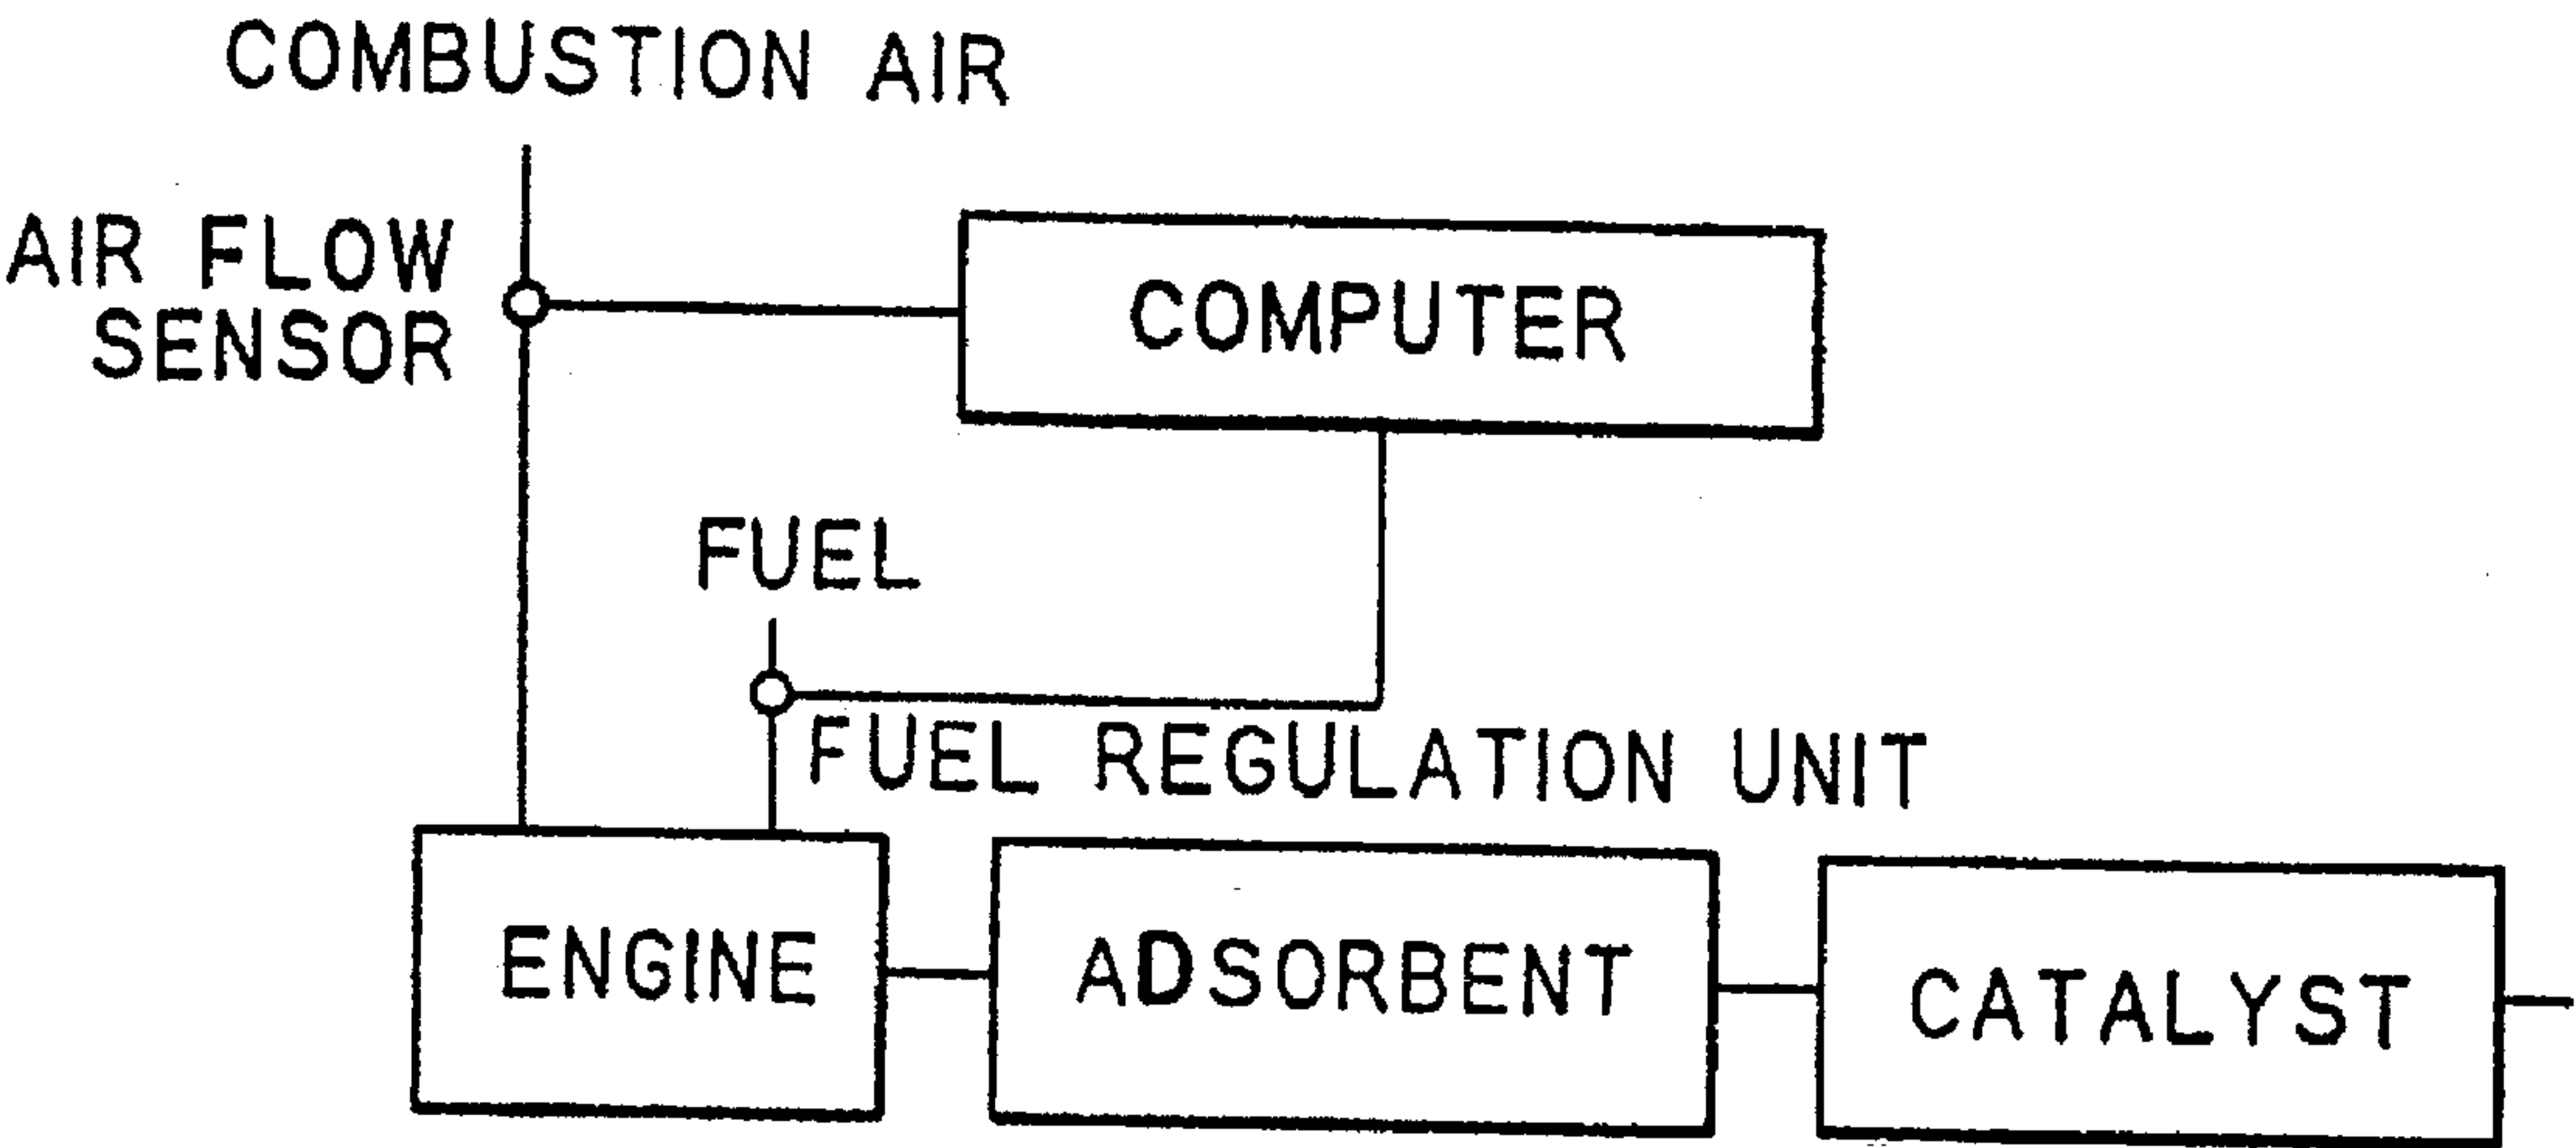 COMBUSTION AIR
AIR FLOW
SENSOR
COMPUTER
FUEL
FUEL REGULATION UNIT
ENGINE
ADSORBENT
CATALYST